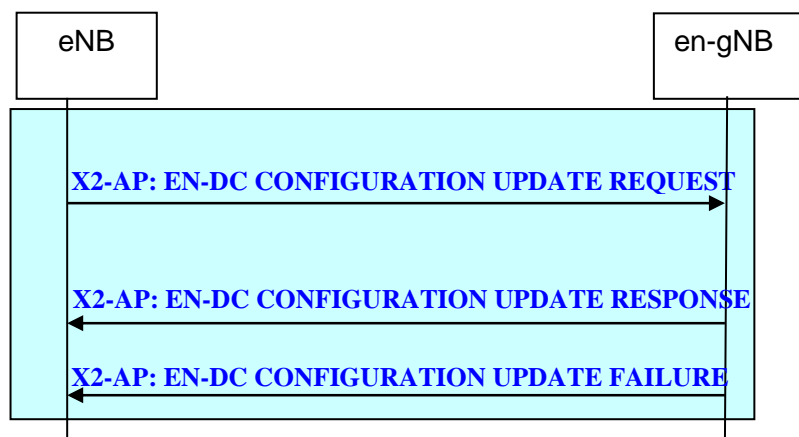 eNB
en-gNB
X2-AP: EN-DC CONFIGURATION UPDATE REQUEST
X2-AP: EN-DC CONFIGURATION UPDATE RESPONSE
X2-AP: EN-DC CONFIGURATION UPDATE FAILURE